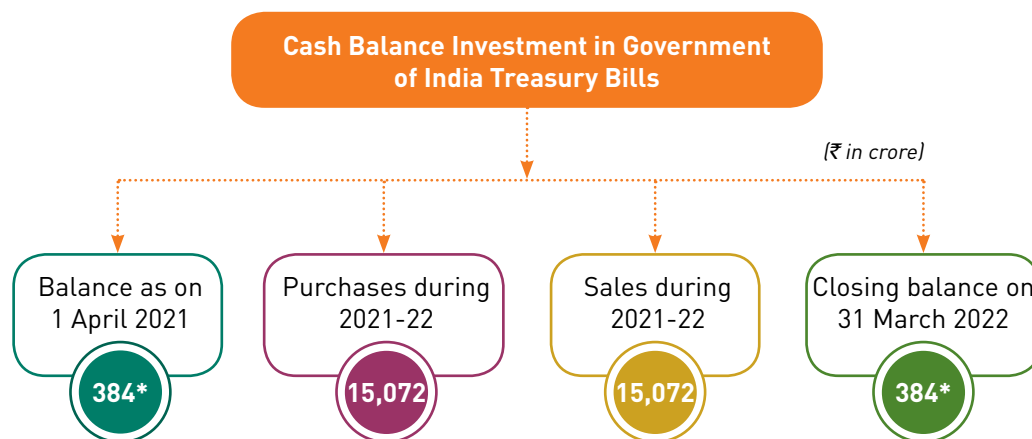 Cash Balance Investment in Government
of India Treasury Bills
(₹ in crore)
Balance as on
1 April 2021
384*
Purchases during
2021-22
15,072
Sales during
2021-22
15,072
Closing balance on
31 March 2022
384*